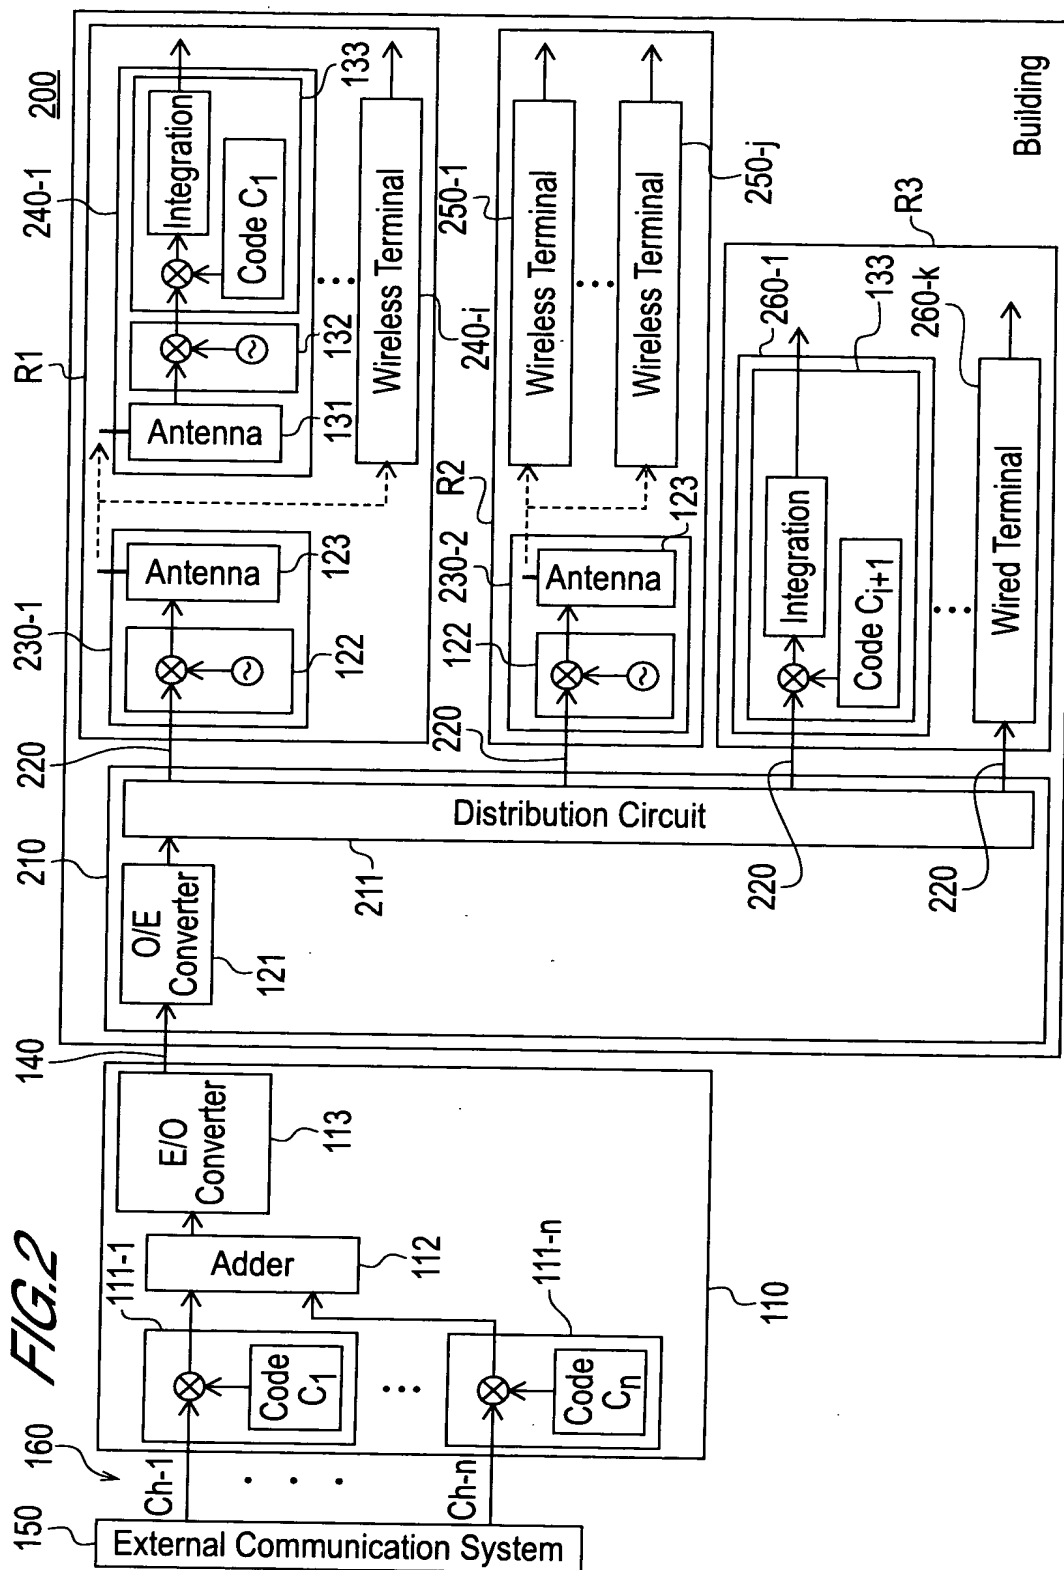 FIG.2
150
External Communication System
160
Ch-1
Ch-n
111-1
Code
C1
Adder
112
111-n
Code
Cn
110
E/O
Converter
113
140
210
O/E
Converter
121
Distribution Circuit
211
220
220
220
220
200
Building
R1
230-1
122
Antenna
123
240-1
Antenna
131
132
Integration
Code C1
133
Wireless Terminal
240-i
R2
230-2
122
Antenna
123
250-1
Wireless Terminal
Wireless Terminal
250-j
R3
260-1
Integration
Code Ci+1
133
260-k
Wired Terminal